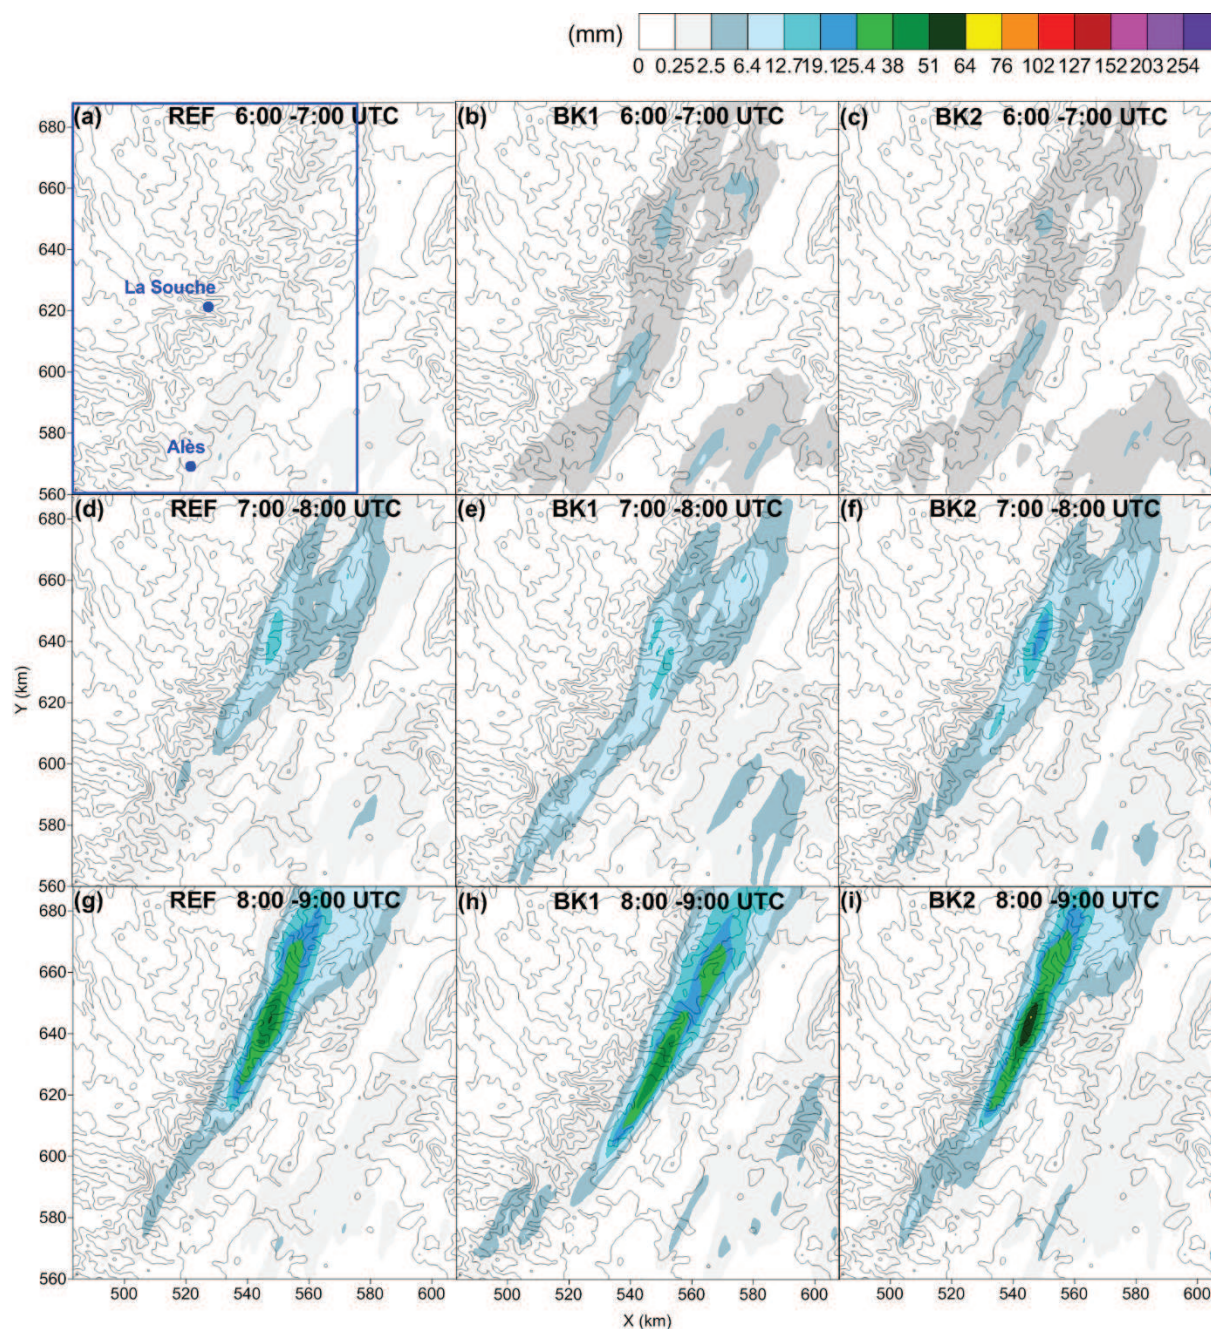 (mm)
0 0.25 2.5 6.4 12.7 19.1 25.4 38 51 64 76 102 127 152 203 254
(a) REF 6:00 -7:00 UTC (b) BK1 6:00 -7:00 UTC (c) BK2 6:00 -7:00 UTC
680
660
640
La Souche
620
600
580
Alès
560
(d) REF 7:00 -8:00 UTC (e) BK1 7:00 -8:00 UTC (f) BK2 7:00 -8:00 UTC
680
660
640
Y (km)
620
600
580
560
(g) REF 8:00 -9:00 UTC (h) BK1 8:00 -9:00 UTC (i) BK2 8:00 -9:00 UTC
680
660
640
620
600
580
560
500 520 540 560 580 600 500 520 540 560 580 600 500 520 540 560 580 600
X (km)